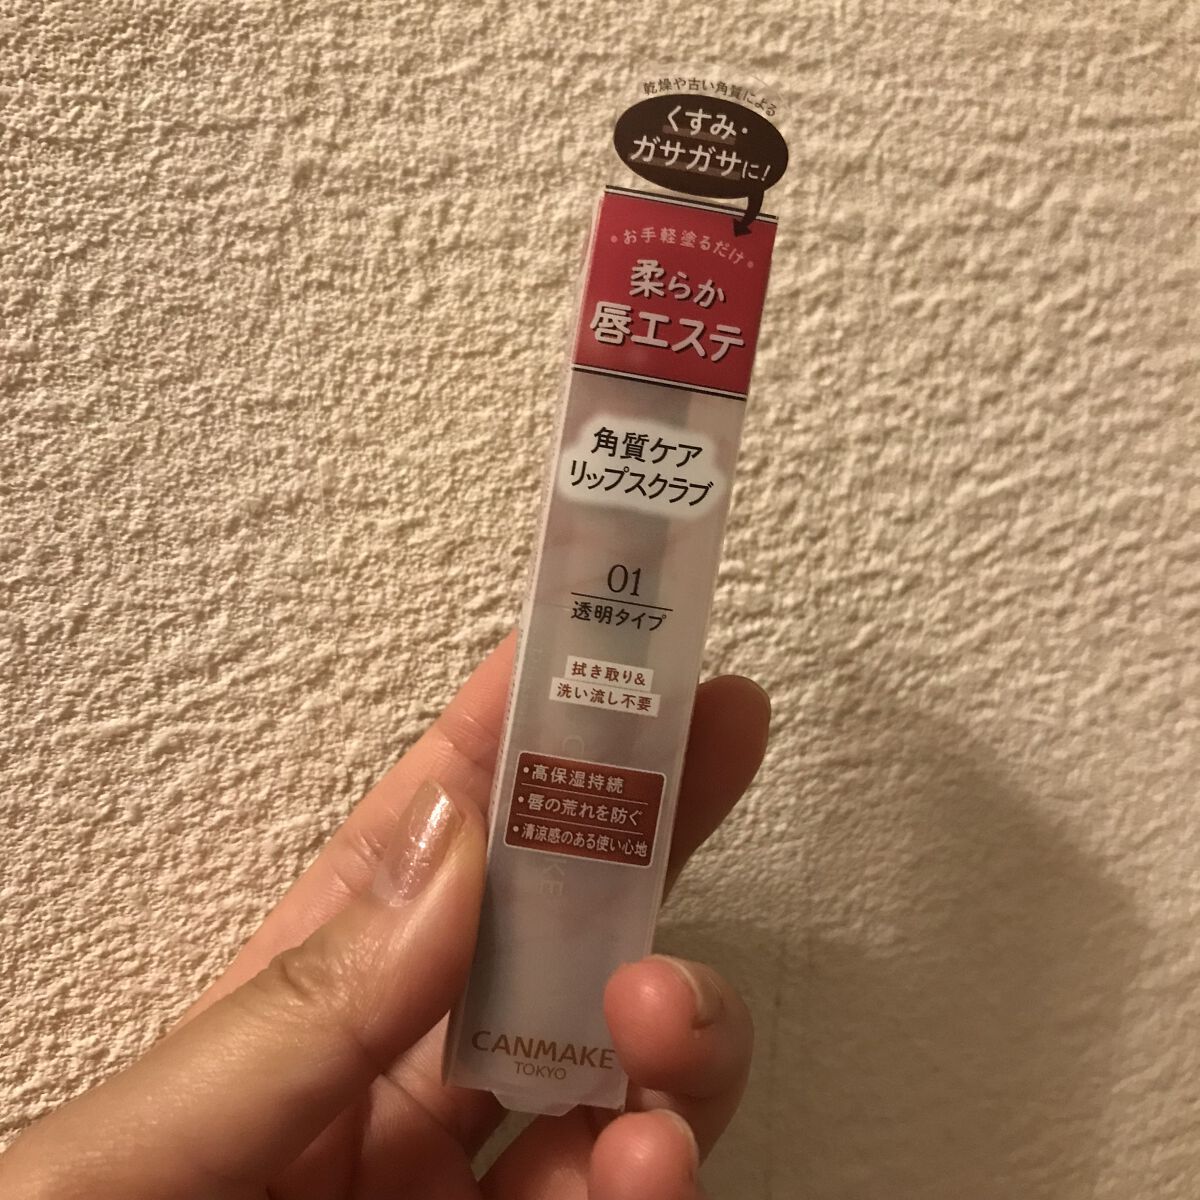 乾燥や古い角質による
くすみ・
ガサガサに!
・お手軽塗るだけ・
柔らか
唇エステ
角質ケア
リップスクラブ
01
透明タイプ
拭き取り&
洗い流し不要
・高保湿持続
・唇の荒れを防ぐ
・清涼感のある使い心地
CANMAKE
TOKYO